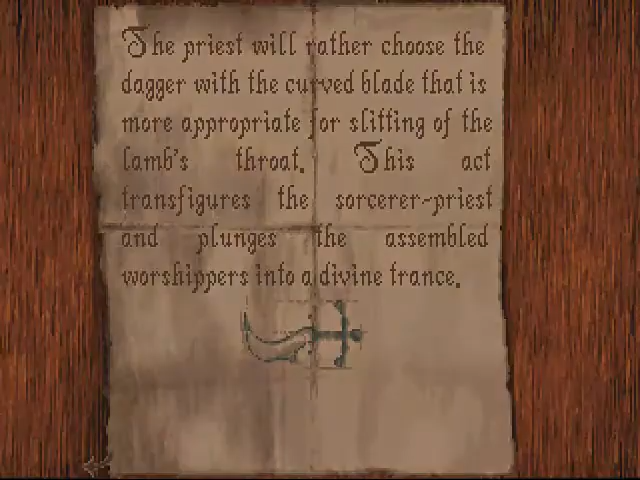 The priest will rather choose the
dagger with the curved blade that is
more appropriate for slitting of the
lamb's throat. This act
transfigures the sorcerer-priest
and plunges the assembled
worshippers into a divine trance.